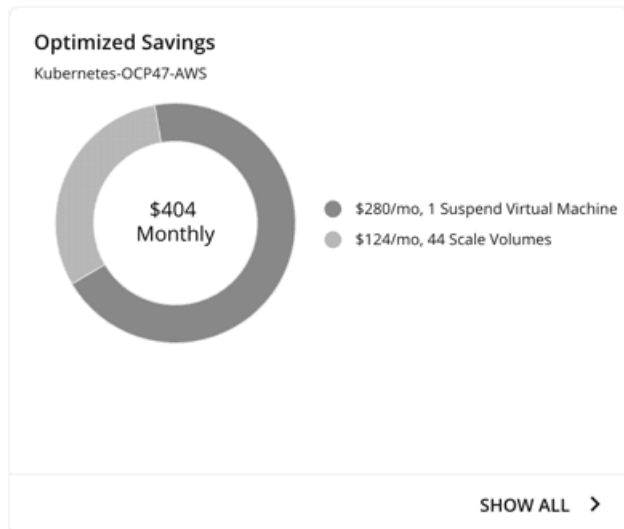 Optimized Savings
Kubernetes-OCP47-AWS
$404
Monthly
$280/mo, 1 Suspend Virtual Machine
$124/mo, 44 Scale Volumes
SHOW ALL